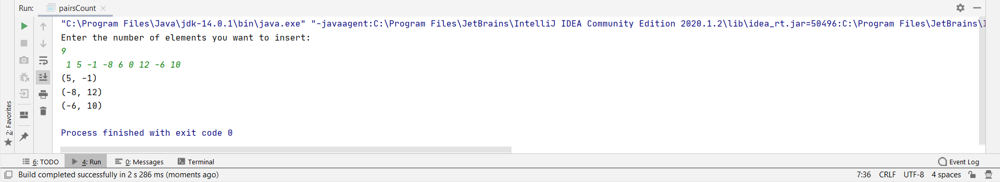 Run: pairsCount
"C:\Program Files\Java\jdk-14.0.1\bin\java.exe" "-javaagent:C:\Program Files\JetBrains\IntelliJ IDEA Community Edition 2020.1.2\lib\idea_rt.jar=50496:C:\Program Files\JetBrains\I
Enter the number of elements you want to insert:
9
1 5 -1 -8 6 0 12 -6 10
(5, -1)
(-8, 12)
(-6, 10)
Process finished with exit code 0
2: Favorites
6: TODO 4: Run 0: Messages Terminal Event Log
Build completed successfully in 2 s 286 ms (moments ago) 7:36 CRLF UTF-8 4 spaces